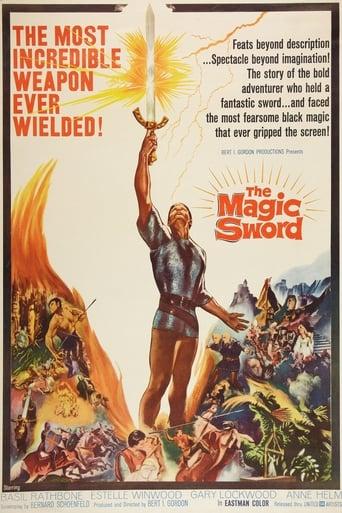 THE MOST
INCREDIBLE
WEAPON
EVER
WIELDED!
Feats beyond description
...Spectacle beyond imagination!
The story of the bold
adventurer who held a
fantastic sword...and faced
the most fearsome black magic
that ever gripped the screen!
BERT I. GORDON PRODUCTIONS Presents
The
Magic
Sword
Starring
BASIL RATHBONE ESTELLE WINWOOD GARY LOCKWOOD ANNE HELM
Screenplay by BERNARD SCHOENFELD Produced and Directed by BERT I. GORDON In EASTMAN COLOR Released thru UNITED ARTISTS